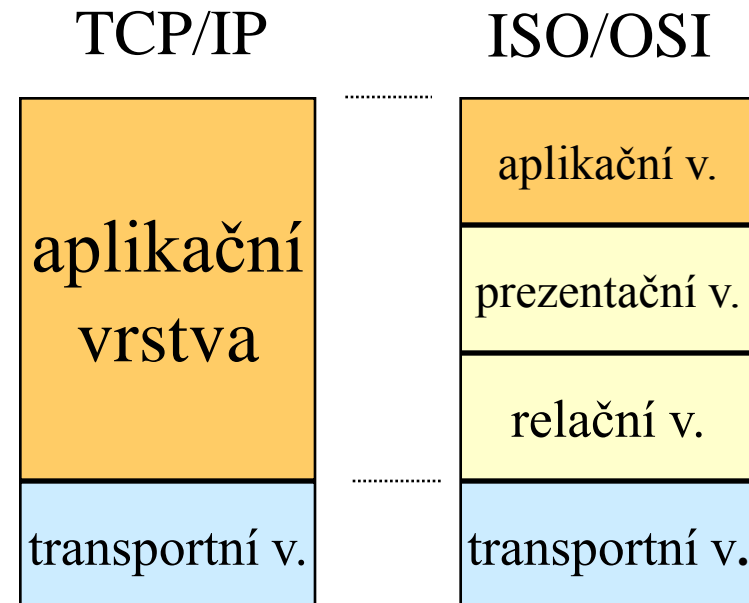 TCP/IP
ISO/OSI
aplikační
vrstva
transportní v.
aplikační v.
prezentační v.
relační v.
transportní v.